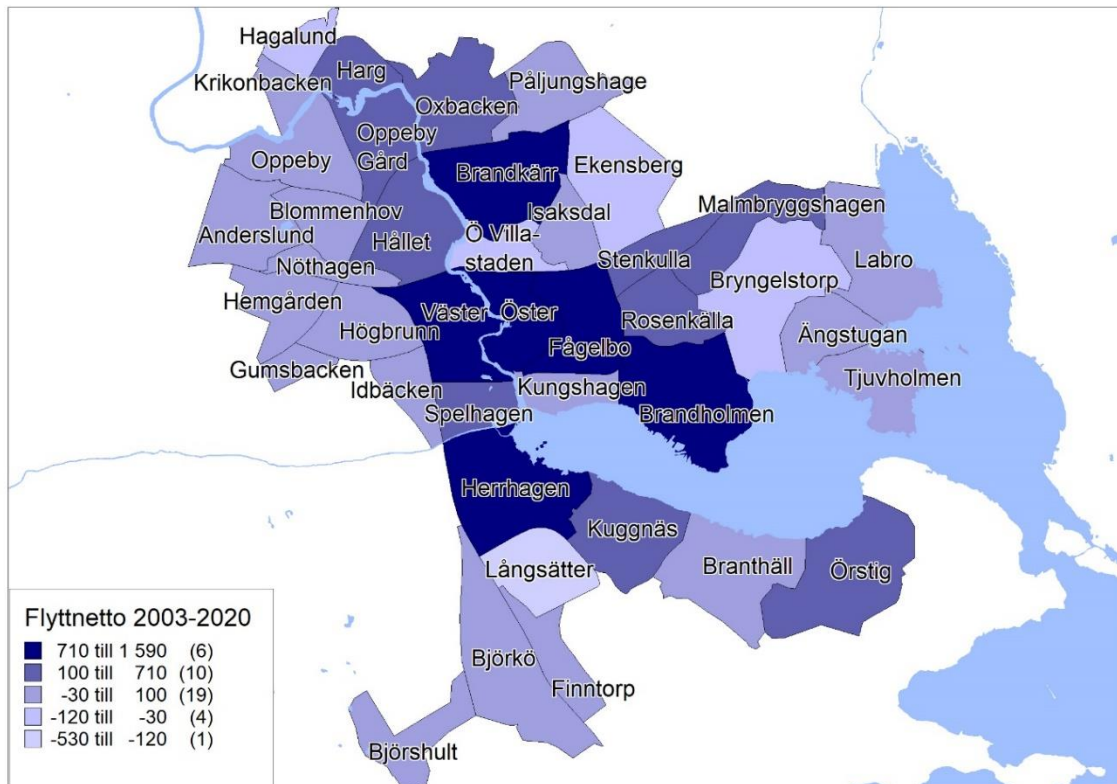 Hagalund
Krikonbacken
Harg
Påljungshage
Oxbacken
Oppeby
Gård
Oppeby
Brandkärr
Ekensberg
Blommenhov
Isaksdal
Malmbryggshagen
Anderslund
Hållet
Ö Villa-
staden
Stenkulla
Labro
Nöthagen
Bryngelstorp
Hemgården
Väster
Öster
Rosenkälla
Ängstugan
Högbrunn
Fågelbo
Gumsbacken
Idbäcken
Kungshagen
Tjuvholmen
Spelhagen
Brandholmen
Herrhagen
Kuggnäs
Långsätter
Branthäll
Örstig
Björkö
Finntorp
Björshult
Flyttnetto 2003-2020
710 till 1 590 (6)
100 till 710 (10)
-30 till 100 (19)
-120 till -30 (4)
-530 till -120 (1)